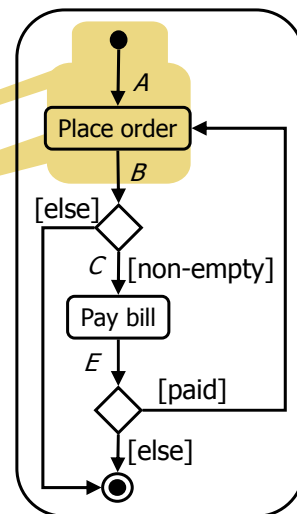 A
Place order
B
[else]
C
[non-empty]
Pay bill
E
[paid]
[else]